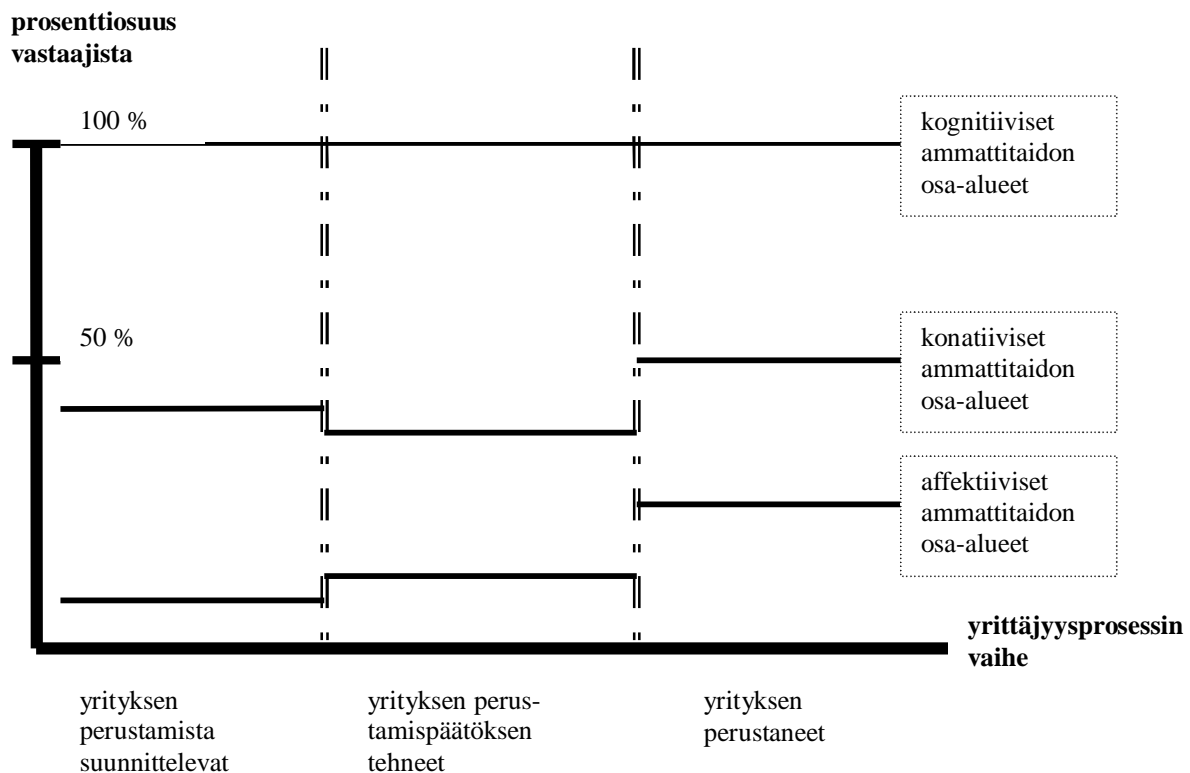 prosenttiosuus
vastaajista
100 %
kognitiiviset
ammattitaidon
osa-alueet
50 %
konatiiviset
ammattitaidon
osa-alueet
affektiiviset
ammattitaidon
osa-alueet
yrittäjyysprosessin
vaihe
yrityksen
perustamista
suunnittelevat
yrityksen perus-
tamispäätöksen
tehneet
yrityksen
perustaneet